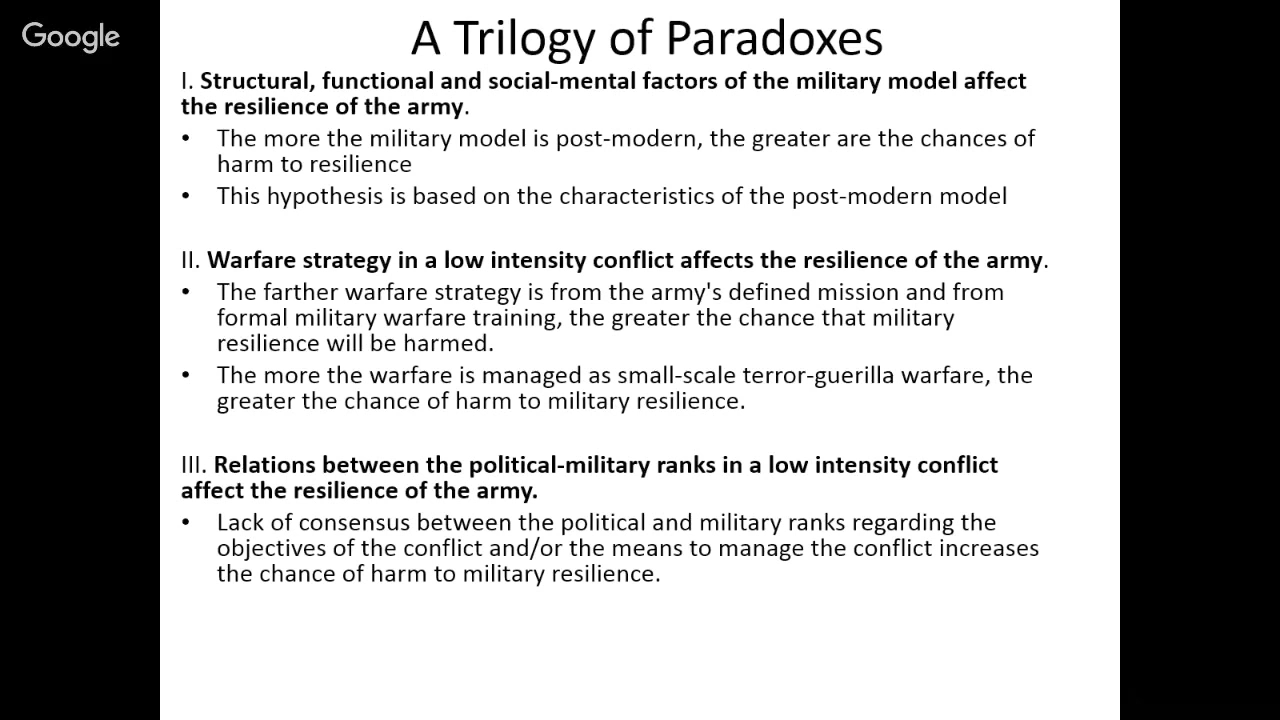 Google
A Trilogy of Paradoxes
I. Structural, functional and social-mental factors of the military model affect
the resilience of the army.
• The more the military model is post-modern, the greater are the chances of
harm to resilience
• This hypothesis is based on the characteristics of the post-modern model
II. Warfare strategy in a low intensity conflict affects the resilience of the army.
• The farther warfare strategy is from the army's defined mission and from
formal military warfare training, the greater the chance that military
resilience will be harmed.
• The more the warfare is managed as small-scale terror-guerilla warfare, the
greater the chance of harm to military resilience.
III. Relations between the political-military ranks in a low intensity conflict
affect the resilience of the army.
• Lack of consensus between the political and military ranks regarding the
objectives of the conflict and/or the means to manage the conflict increases
the chance of harm to military resilience.